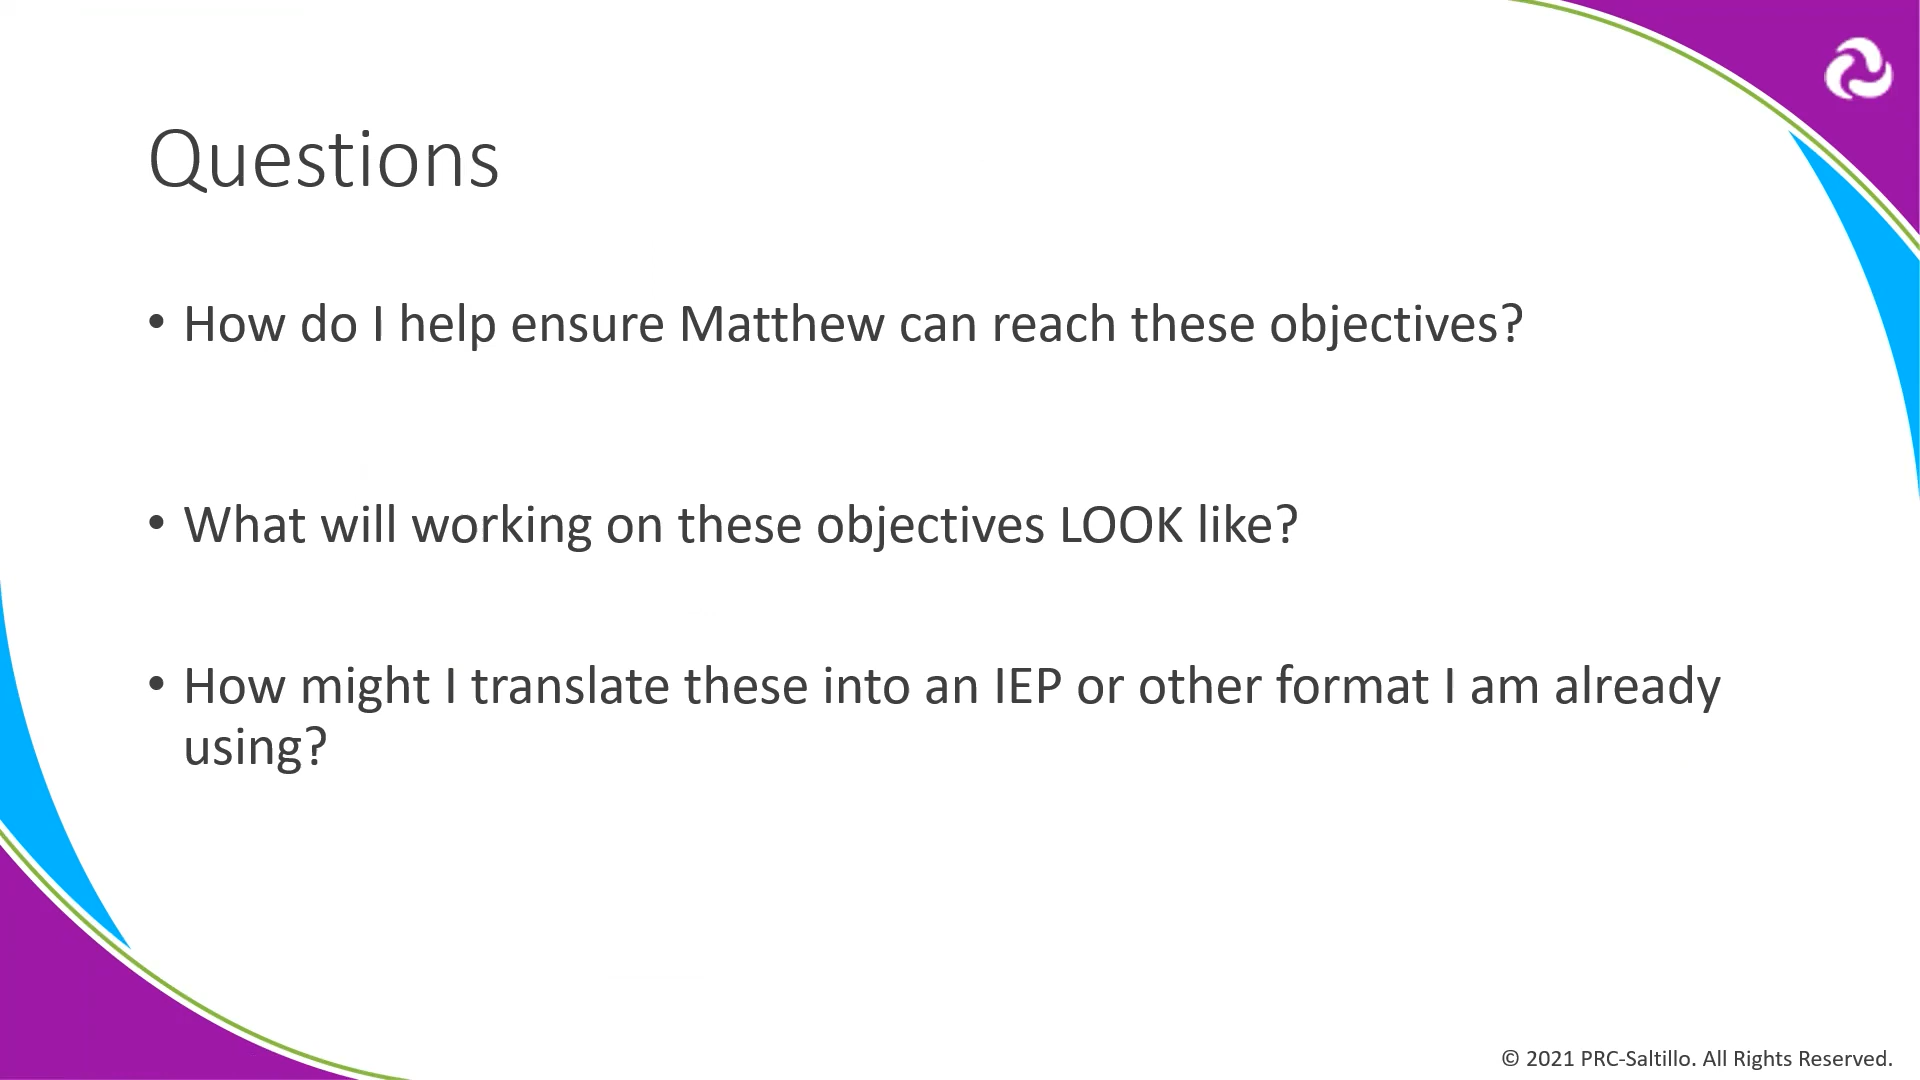 Questions
• How do I help ensure Matthew can reach these objectives?
• What will working on these objectives LOOK like?
• How might I translate these into an IEP or other format I am already
using?
© 2021 PRC-Saltillo. All Rights Reserved.